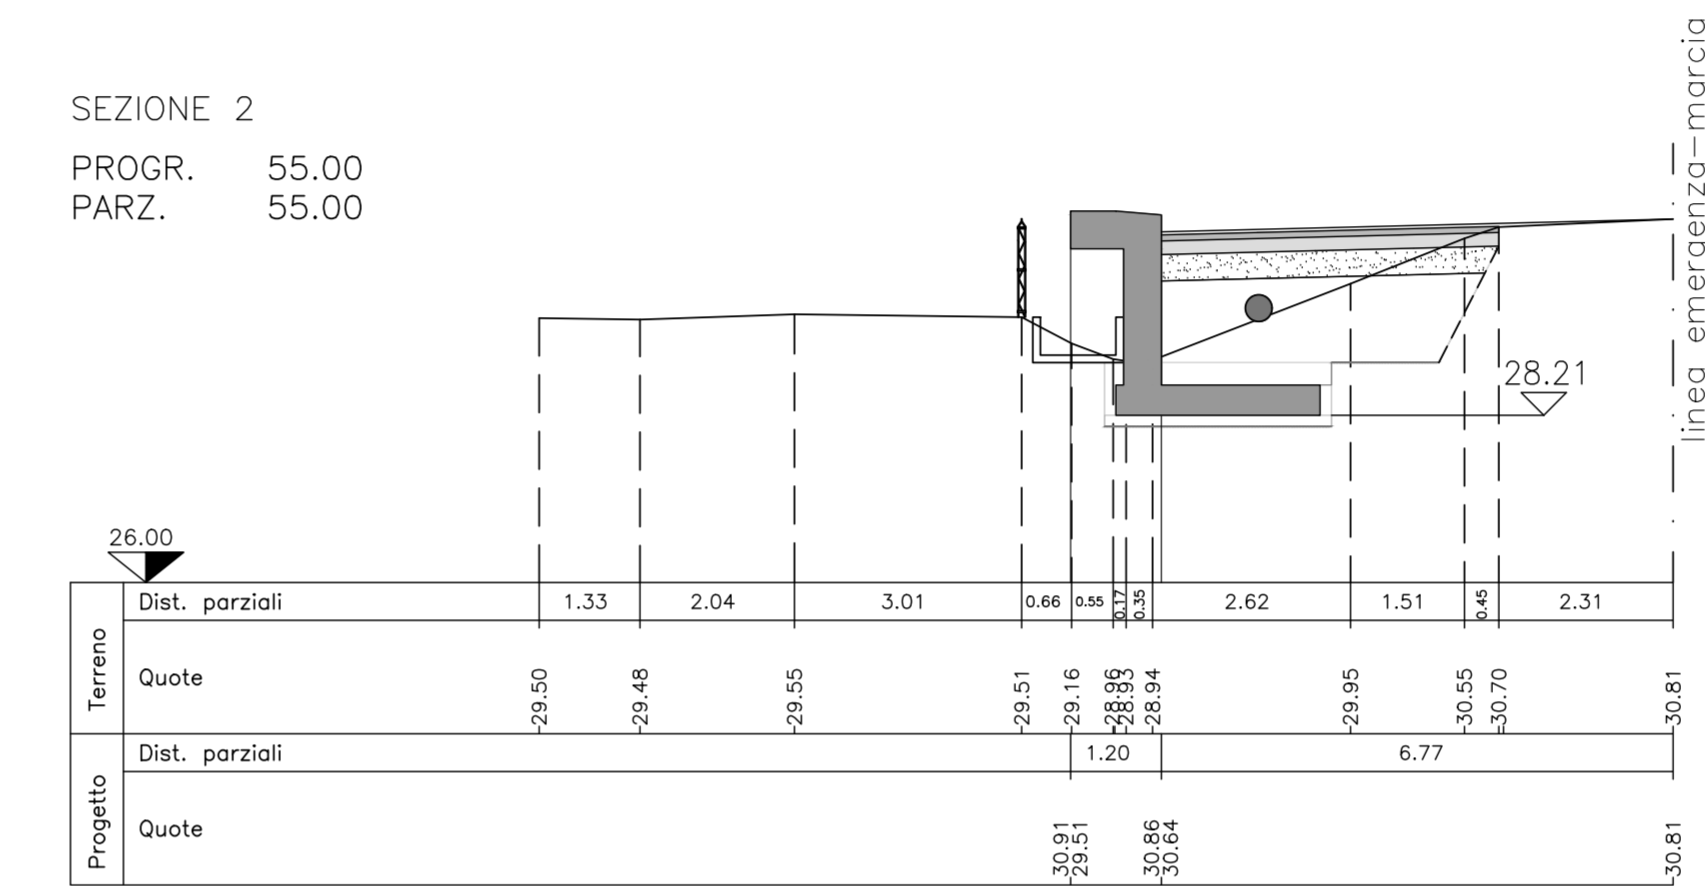 linea emergenza-marcia
SEZIONE 2
PROGR. 55.00
PARZ. 55.00
28.21
26.00
Terreno
Dist. parziali 1.33 2.04 3.01 0.66 0.55 0.17 0.35 2.62 1.51 0.45 2.31
Quote 29.50 29.48 29.55 29.51 29.16 28.96 28.93 28.94 29.95 30.55 30.70 30.81
Progetto
Dist. parziali 1.20 6.77
Quote 30.91 29.51 30.86 30.64 30.81